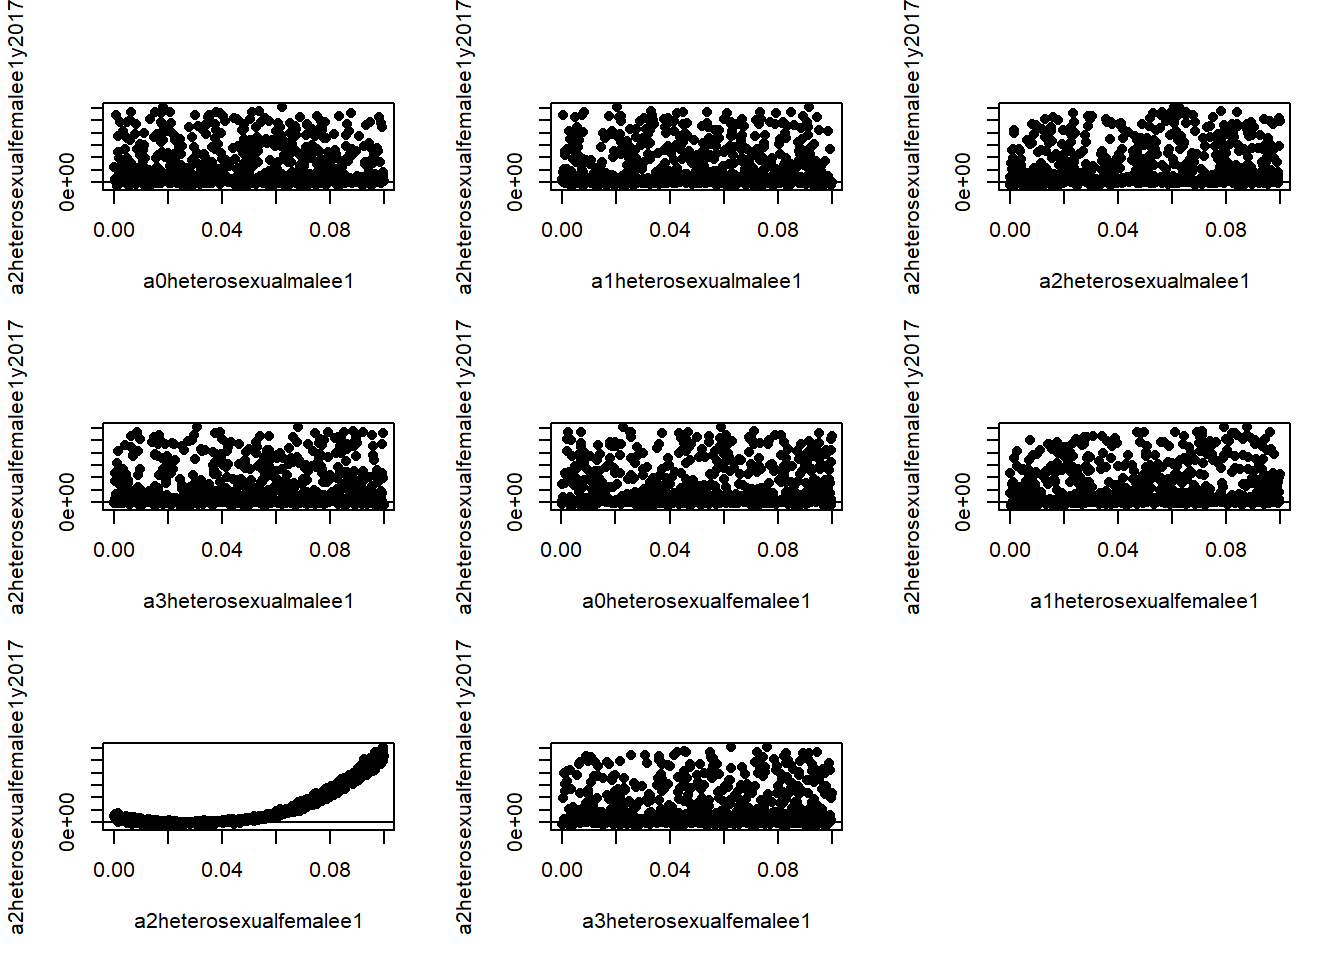 a2heterosexualfemalee1y2017
0e+00
0.00 0.04 0.08
a0heterosexualmalee1
a2heterosexualfemalee1y2017
0e+00
0.00 0.04 0.08
a1heterosexualmalee1
a2heterosexualfemalee1y2017
0e+00
0.00 0.04 0.08
a2heterosexualmalee1
a2heterosexualfemalee1y2017
0e+00
0.00 0.04 0.08
a3heterosexualmalee1
a2heterosexualfemalee1y2017
0e+00
0.00 0.04 0.08
a0heterosexualfemalee1
a2heterosexualfemalee1y2017
0e+00
0.00 0.04 0.08
a1heterosexualfemalee1
a2heterosexualfemalee1y2017
0e+00
0.00 0.04 0.08
a2heterosexualfemalee1
a2heterosexualfemalee1y2017
0e+00
0.00 0.04 0.08
a3heterosexualfemalee1